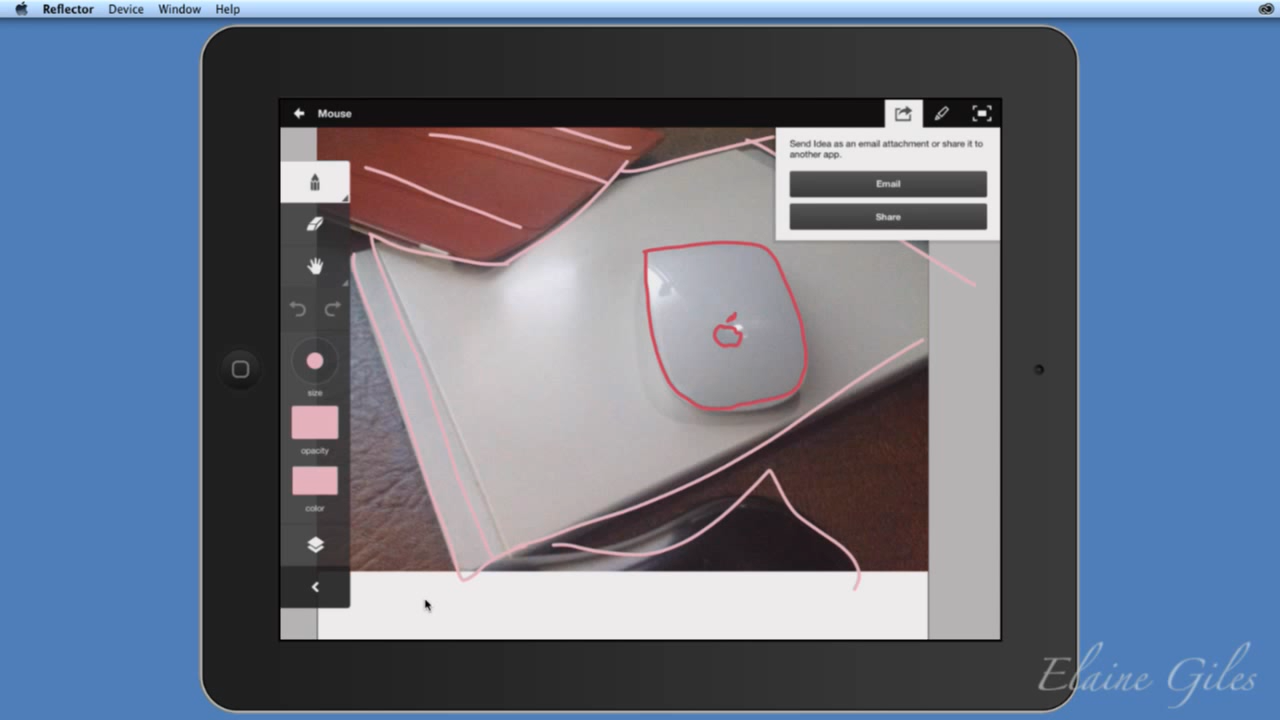 Reflector Device Window Help
Mouse
Send Idea as an email attachment or share it to
another app.
Email
Share
size
opacity
color
Elaine Giles